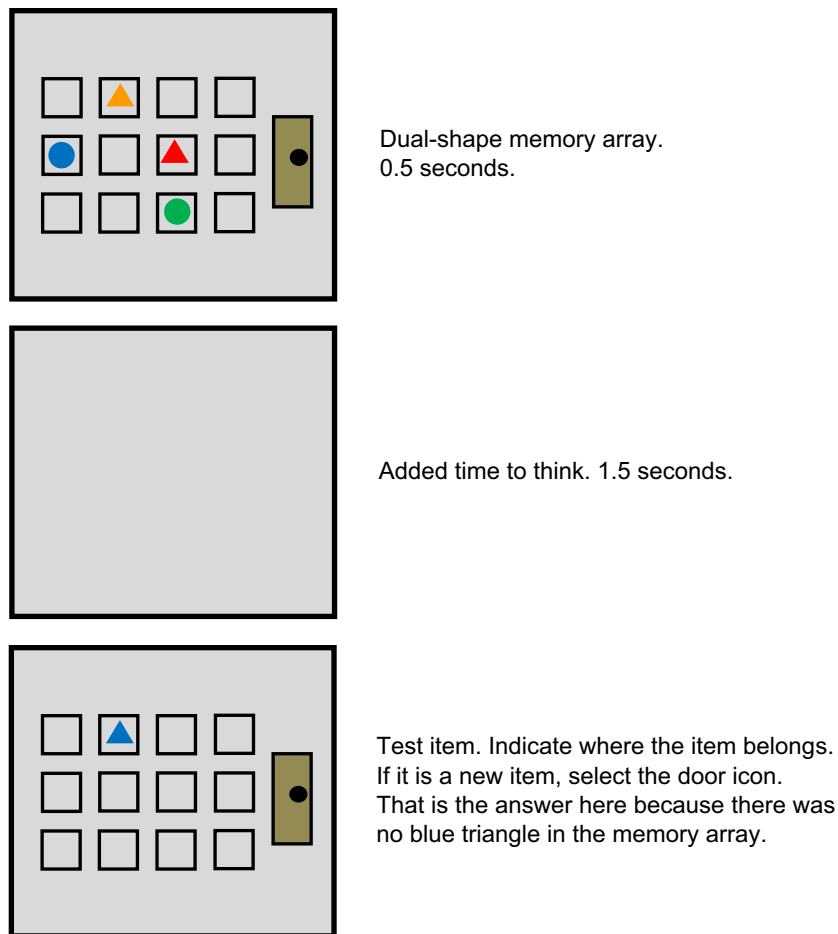 Dual-shape memory array.
0.5 seconds.
Added time to think. 1.5 seconds.
Test item. Indicate where the item belongs.
If it is a new item, select the door icon.
That is the answer here because there was
no blue triangle in the memory array.